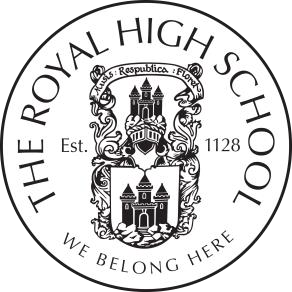 THE ROYAL HIGH SCHOOL
Musis Respublica Floret
Est. 1128
WE BELONG HERE